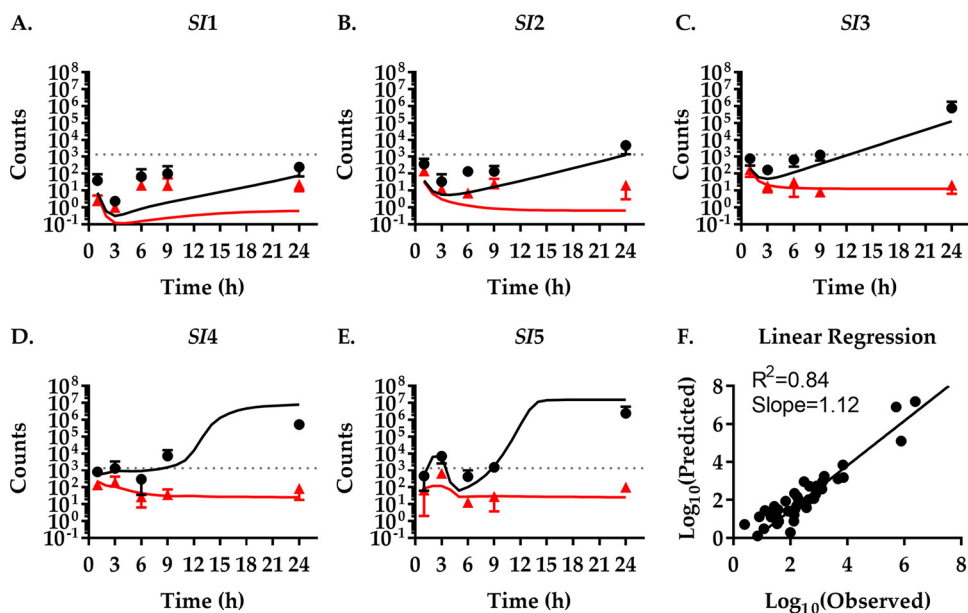 A. SI1
B. SI2
C. SI3
Counts
10^8
10^7
10^6
10^5
10^4
10^3
10^2
10^1
10^0
10^-1
0 3 6 9 12 15 18 21 24
Time (h)
Counts
10^8
10^7
10^6
10^5
10^4
10^3
10^2
10^1
10^0
10^-1
0 3 6 9 12 15 18 21 24
Time (h)
Counts
10^8
10^7
10^6
10^5
10^4
10^3
10^2
10^1
10^0
10^-1
0 3 6 9 12 15 18 21 24
Time (h)
D. SI4
E. SI5
F. Linear Regression
Counts
10^8
10^7
10^6
10^5
10^4
10^3
10^2
10^1
10^0
10^-1
0 3 6 9 12 15 18 21 24
Time (h)
Counts
10^8
10^7
10^6
10^5
10^4
10^3
10^2
10^1
10^0
10^-1
0 3 6 9 12 15 18 21 24
Time (h)
Log10(Predicted)
R^2=0.84
Slope=1.12
8
6
4
2
0
0 2 4 6 8
Log10(Observed)